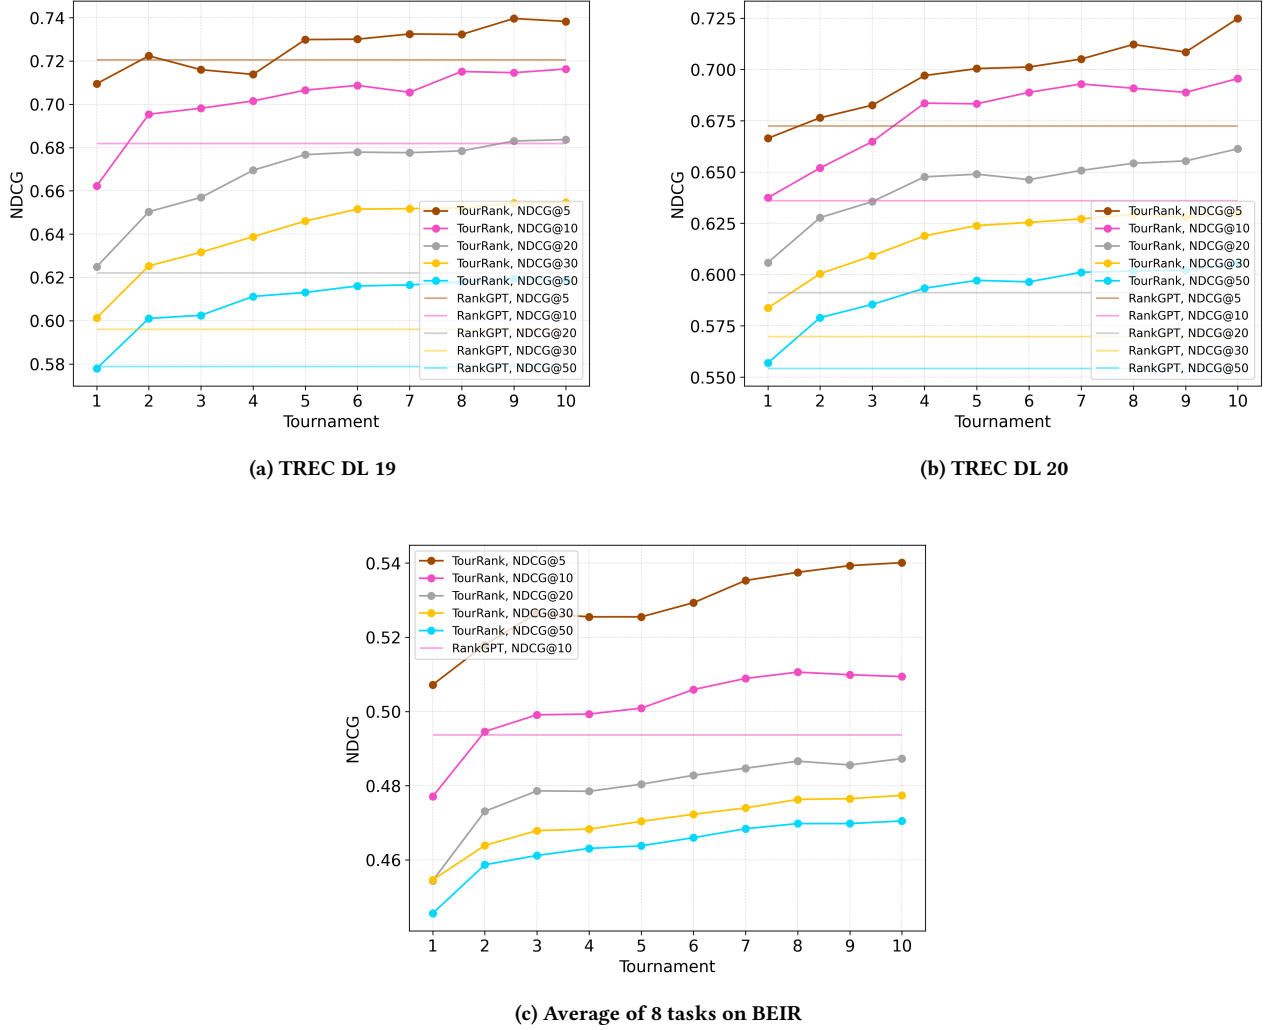 0.74
0.72
0.70
0.68
0.66
0.64
0.62
0.60
0.58
NDCG
TourRank, NDCG@5
TourRank, NDCG@10
TourRank, NDCG@20
TourRank, NDCG@30
TourRank, NDCG@50
RankGPT, NDCG@5
RankGPT, NDCG@10
RankGPT, NDCG@20
RankGPT, NDCG@30
RankGPT, NDCG@50
1 2 3 4 5 6 7 8 9 10
Tournament
(a) TREC DL 19
0.725
0.700
0.675
0.650
0.625
0.600
0.575
0.550
NDCG
TourRank, NDCG@5
TourRank, NDCG@10
TourRank, NDCG@20
TourRank, NDCG@30
TourRank, NDCG@50
RankGPT, NDCG@5
RankGPT, NDCG@10
RankGPT, NDCG@20
RankGPT, NDCG@30
RankGPT, NDCG@50
1 2 3 4 5 6 7 8 9 10
Tournament
(b) TREC DL 20
0.54
0.52
0.50
0.48
0.46
NDCG
TourRank, NDCG@5
TourRank, NDCG@10
TourRank, NDCG@20
TourRank, NDCG@30
TourRank, NDCG@50
RankGPT, NDCG@10
1 2 3 4 5 6 7 8 9 10
Tournament
(c) Average of 8 tasks on BEIR